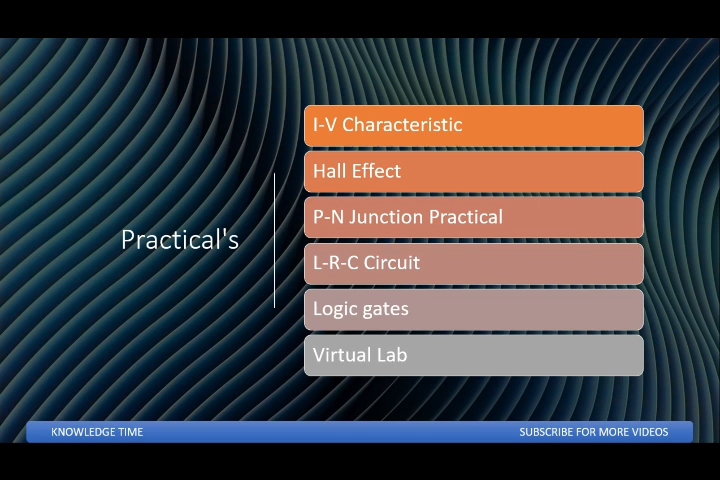 Practical's
I-V Characteristic
Hall Effect
P-N Junction Practical
L-R-C Circuit
Logic gates
Virtual Lab
KNOWLEDGE TIME
SUBSCRIBE FOR MORE VIDEOS